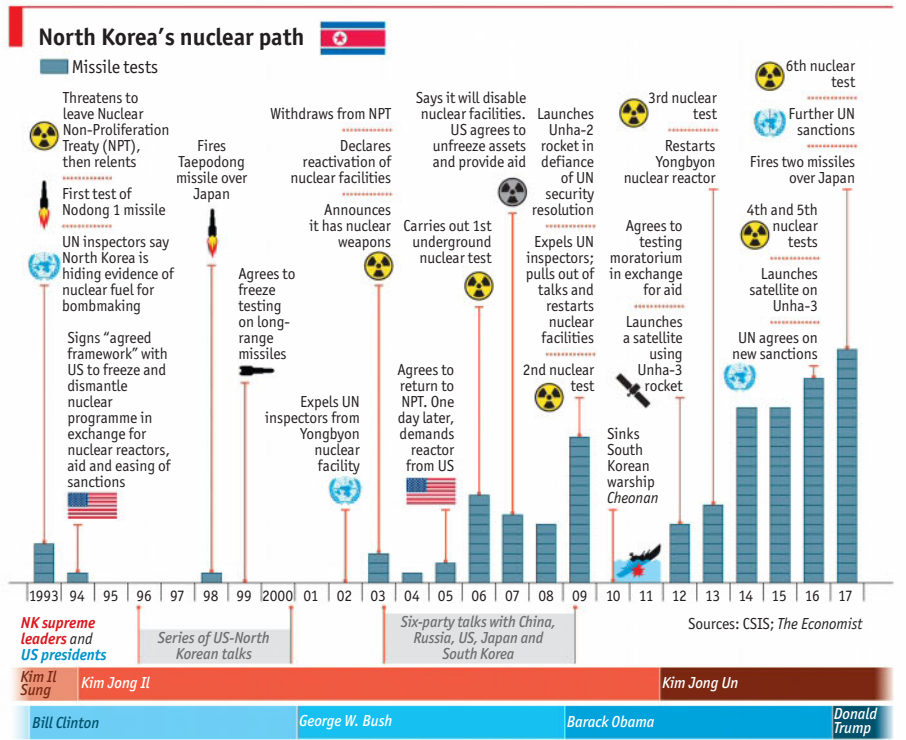 North Korea's nuclear path
Missile tests
Threatens to
leave Nuclear
Non-Proliferation
Treaty (NPT),
then relents
First test of
Nodong 1 missile
UN inspectors say
North Korea is
hiding evidence of
nuclear fuel for
bombmaking
Signs “agreed
framework” with
US to freeze and
dismantle
nuclear
programme in
exchange for
nuclear reactors,
aid and easing of
sanctions
Fires
Taepodong
missile over
Japan
Agrees to
freeze
testing
on long-
range
missiles
Expels UN
inspectors from
Yongbyon
nuclear
facility
Withdraws from NPT
Declares
reactivation of
nuclear facilities
Announces
it has nuclear
weapons
Agrees to
return to
NPT. One
day later,
demands
reactor
from US
Carries out 1st
underground
nuclear test
Says it will disable
nuclear facilities.
US agrees to
unfreeze assets
and provide aid
Launches
Unha-2
rocket in
defiance
of UN
security
resolution
Expels UN
inspectors;
pulls out of
talks and
restarts
nuclear
facilities
2nd nuclear
test
Sinks
South
Korean
warship
Cheonan
Agrees to
testing
moratorium
in exchange
for aid
Launches
a satellite
using
Unha-3
rocket
3rd nuclear
test
Restarts
Yongbyon
nuclear reactor
4th and 5th
nuclear
tests
Launches
satellite on
Unha-3
UN agrees on
new sanctions
6th nuclear
test
Further UN
sanctions
Fires two missiles
over Japan
1993 94 95 96 97 98 99 2000 01 02 03 04 05 06 07 08 09 10 11 12 13 14 15 16 17
NK supreme
leaders and
US presidents
Series of US-North
Korean talks
Six-party talks with China,
Russia, US, Japan and
South Korea
Sources: CSIS; The Economist
Kim Il
Sung
Kim Jong Il
Kim Jong Un
Bill Clinton
George W. Bush
Barack Obama
Donald
Trump